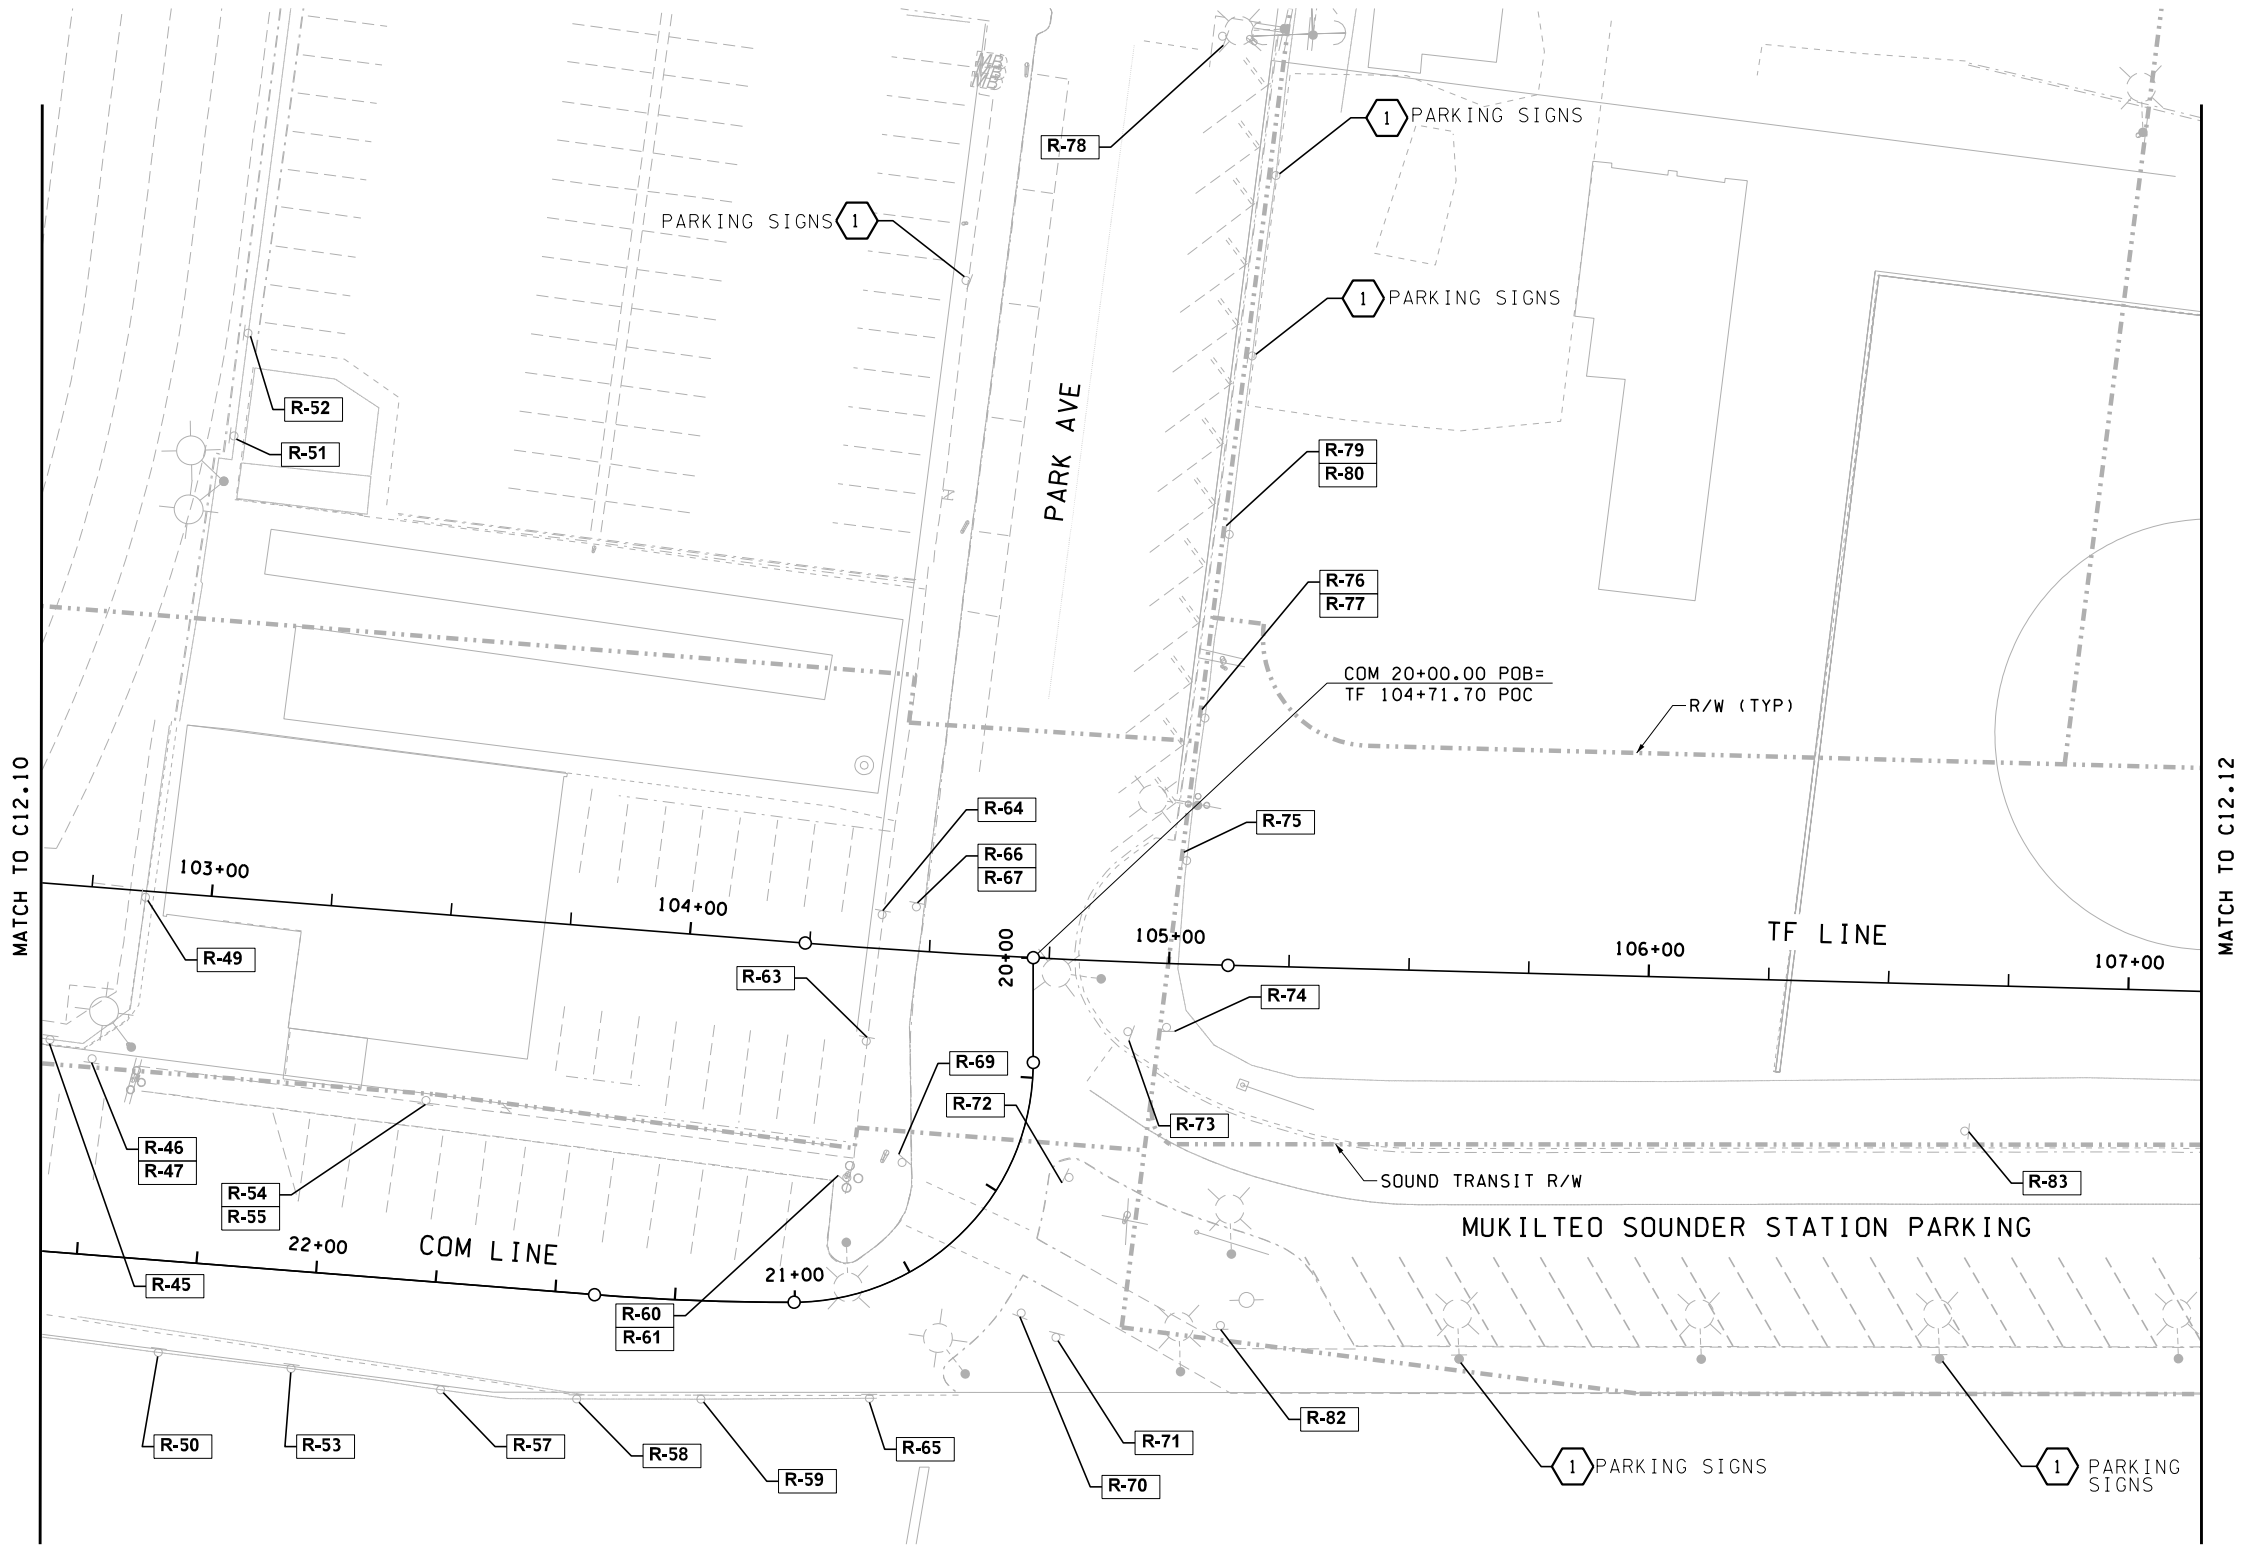 R-78
1 PARKING SIGNS
PARKING SIGNS 1
1 PARKING SIGNS
R-52
R-51
PARK AVE
R-79
R-80
R-76
R-77
COM 20+00.00 POB=
TF 104+71.70 POC
R/W (TYP)
MATCH TO C12.10
MATCH TO C12.12
R-64
R-75
R-66
R-67
103+00
104+00
20+00
105+00
106+00
TF LINE
107+00
R-49
R-63
R-74
R-69
R-72
R-73
R-46
R-47
R-54
R-55
SOUND TRANSIT R/W
R-83
MUKILTEO SOUNDER STATION PARKING
22+00
COM LINE
21+00
R-45
R-60
R-61
R-50
R-53
R-57
R-58
R-59
R-65
R-71
R-70
R-82
1 PARKING SIGNS
1 PARKING
SIGNS